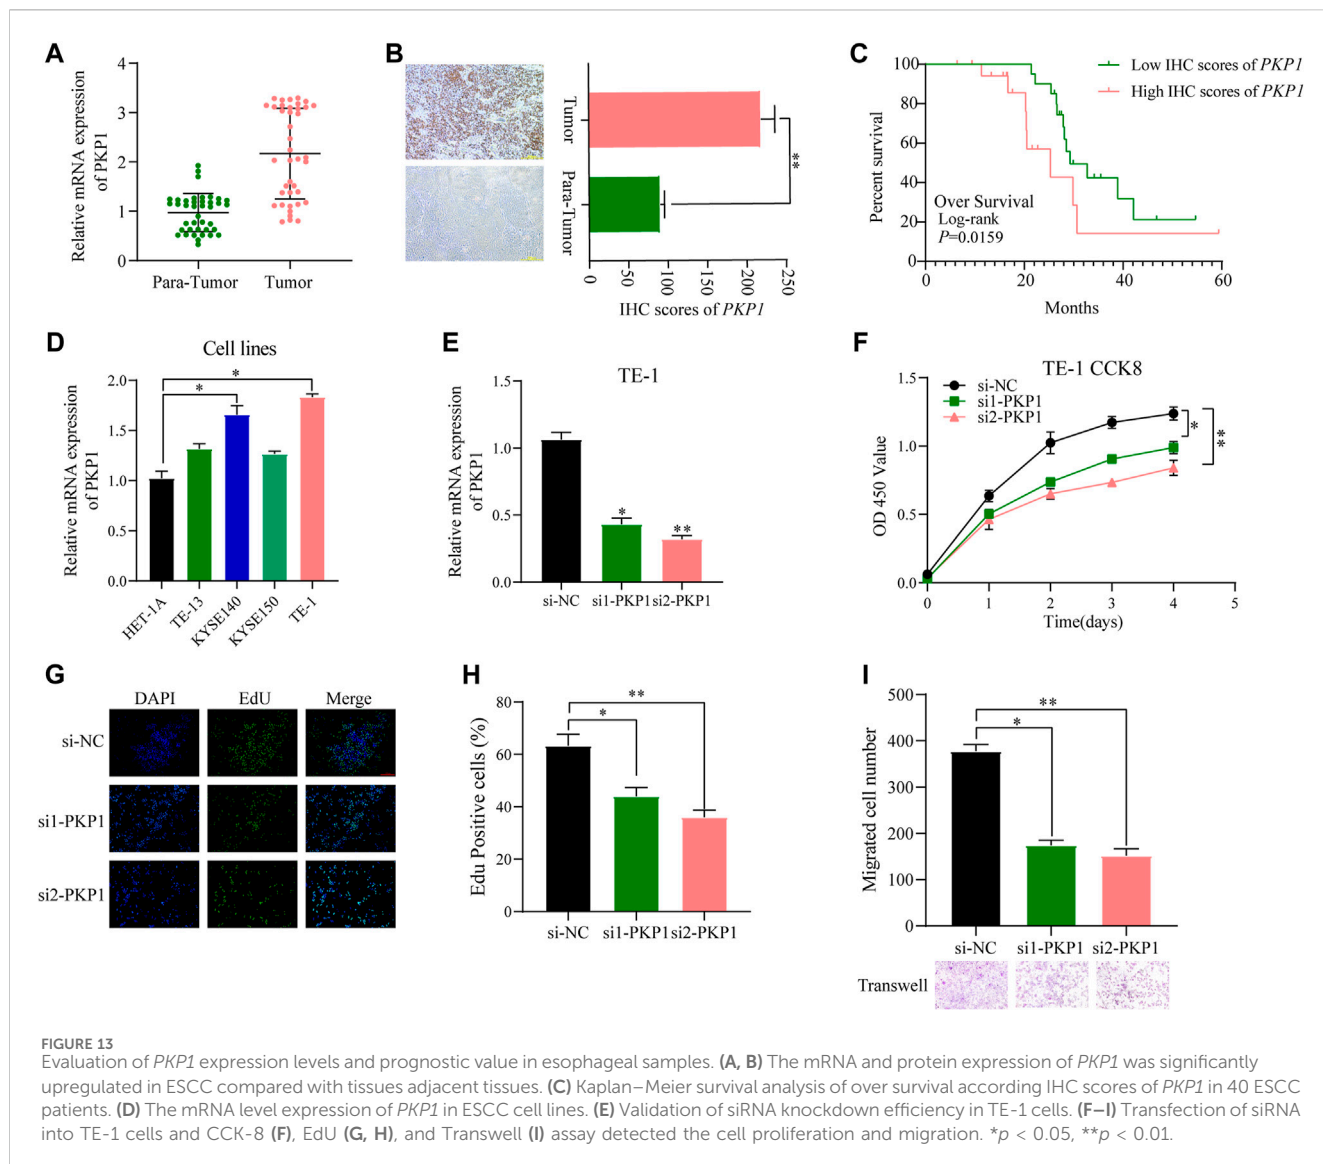 A
Relative mRNA expression
of PKP1
4
3
2
1
0
Para-Tumor
Tumor
B
Tumor
Para-Tumor
**
0
50
100
150
200
250
IHC scores of PKP1
C
Percent survival
100
80
60
40
20
0
0
20
40
60
Months
Low IHC scores of PKP1
High IHC scores of PKP1
Over Survival
Log-rank
P=0.0159
D
Cell lines
Relative mRNA expression
of PKP1
2.0
1.5
1.0
0.5
0.0
*
*
HET-1A
TE-13
KYSE140
KYSE150
TE-1
E
TE-1
Relative mRNA expression
of PKP1
1.5
1.0
0.5
0.0
*
**
si-NC
si1-PKP1
si2-PKP1
F
TE-1 CCK8
OD 450 Value
1.5
1.0
0.5
0.0
si-NC
si1-PKP1
si2-PKP1
*
**
0
1
2
3
4
5
Time(days)
G
DAPI
EdU
Merge
si-NC
si1-PKP1
si2-PKP1
H
Edu Positive cells (%)
80
60
40
20
0
**
*
si-NC
si1-PKP1
si2-PKP1
I
Migrated cell number
500
400
300
200
100
0
**
*
si-NC
si1-PKP1
si2-PKP1
Transwell
FIGURE 13
Evaluation of PKP1 expression levels and prognostic value in esophageal samples. (A, B) The mRNA and protein expression of PKP1 was significantly
upregulated in ESCC compared with tissues adjacent tissues. (C) Kaplan–Meier survival analysis of over survival according IHC scores of PKP1 in 40 ESCC
patients. (D) The mRNA level expression of PKP1 in ESCC cell lines. (E) Validation of siRNA knockdown efficiency in TE-1 cells. (F–I) Transfection of siRNA
into TE-1 cells and CCK-8 (F), EdU (G, H), and Transwell (I) assay detected the cell proliferation and migration. *p < 0.05, **p < 0.01.